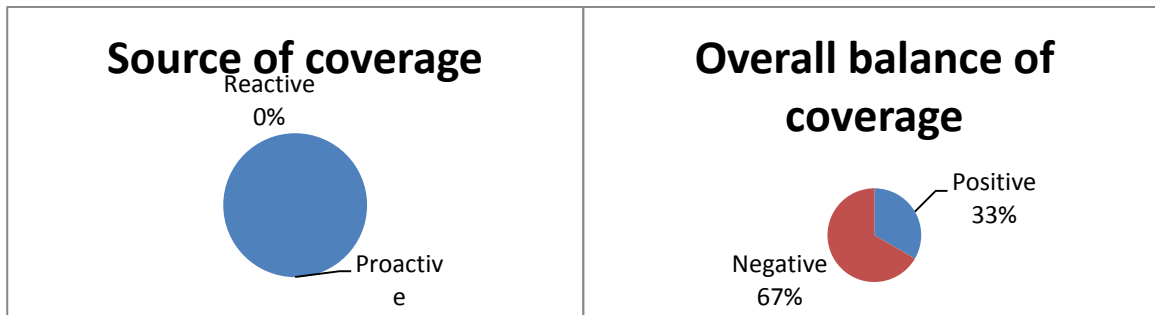 Source of coverage
Reactive
0%
Proactiv
e
Overall balance of
coverage
Positive
33%
Negative
67%